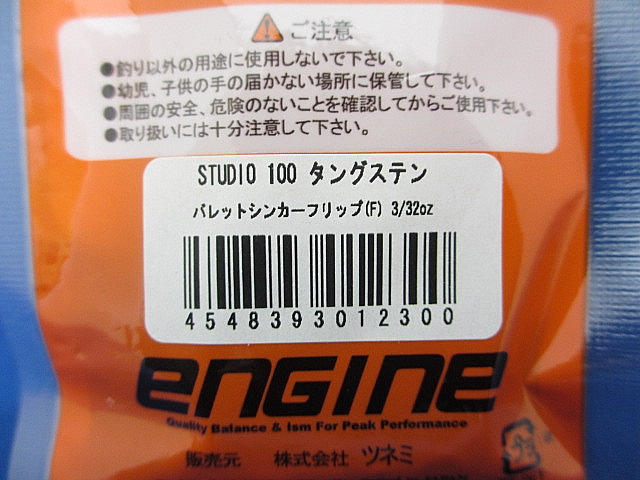 ご注意
●釣り以外の用途に使用しないで下さい。
●幼児、子供の手の届かない場所に保管して下さい。
●周囲の安全、危険のないことを確認してからご使用下さい。
●取り扱いには十分注意して下さい。
STUDIO 100 タングステン
バレットシンカーフリップ(F) 3/32oz
4548393012300
engine
Quality Balance & Ism For Peak Performance
販売元 株式会社 ツネミ